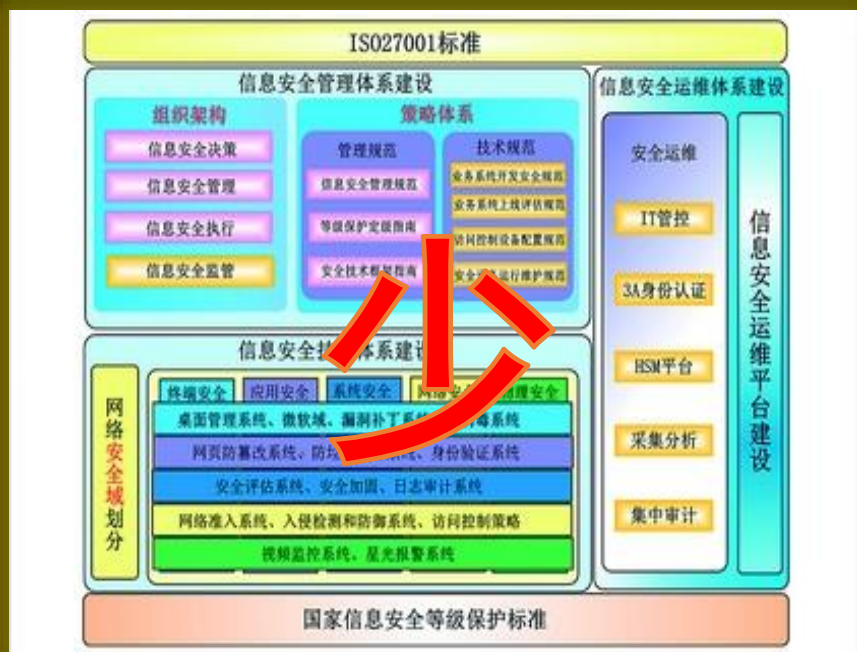 ISO27001标准
信息安全管理体系建设
组织架构
信息安全决策
信息安全管理
信息安全执行
信息安全监管
策略体系
管理规范
信息安全管理规范
等级保护定级指南
安全技术框架指南
技术规范
业务系统开发安全规范
业务系统上线评估规范
访问控制设备配置规范
运行维护规范
信息安全运维体系建设
安全运维
IT管控
3A身份认证
HSM平台
采集分析
集中审计
信息安全运维平台建设
少
体系建设
网络安全域划分
终端安全
应用安全
系统安全
桌面管理系统、微软域、漏洞补丁系
毒系统
网页防篡改系统、防
、身份验证系统
安全评估系统、安全加固、日志审计系统
网络准入系统、入侵检测和防御系统、访问控制策略
视频监控系统、星光报警系统
国家信息安全等级保护标准